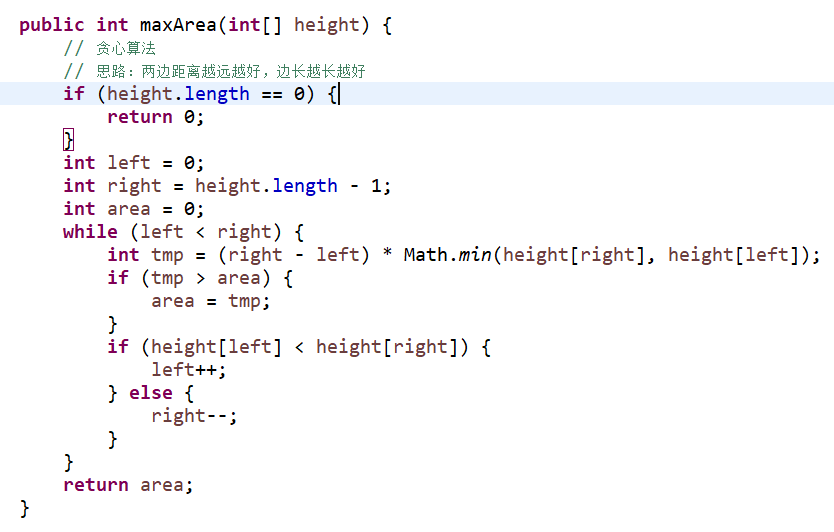 public int maxArea(int[] height) {
    // 贪心算法
    // 思路：两边距离越远越好，边长越长越好
    if (height.length == 0) {
        return 0;
    }
    int left = 0;
    int right = height.length - 1;
    int area = 0;
    while (left < right) {
        int tmp = (right - left) * Math.min(height[right], height[left]);
        if (tmp > area) {
            area = tmp;
        }
        if (height[left] < height[right]) {
            left++;
        } else {
            right--;
        }
    }
    return area;
}